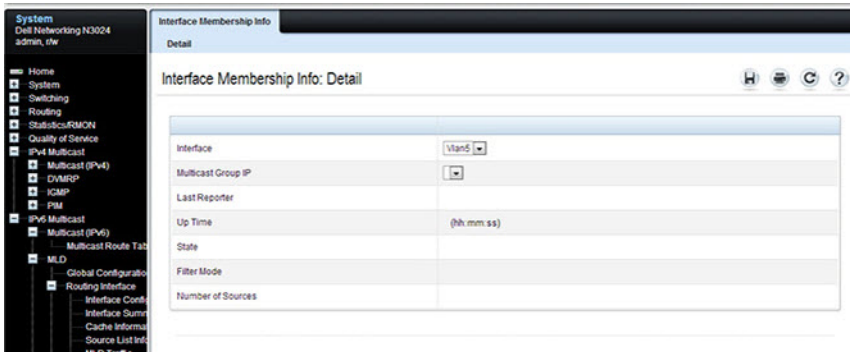 System
Dell Networking N3024
admin, r/w
Home
System
Switching
Routing
Statistics/RMON
Quality of Service
IPv4 Multicast
Multicast (IPv4)
DVMRP
IGMP
PIM
IPv6 Multicast
Multicast (IPv6)
Multicast Route Tab
MLD
Global Configuratio
Routing Interface
Interface Config
Interface Summ
Cache Informa
Source List Info
MLD Traffic
Interface Membership Info
Detail
Interface Membership Info: Detail
Interface Vlan5
Multicast Group IP
Last Reporter
Up Time (hh:mm:ss)
State
Filter Mode
Number of Sources